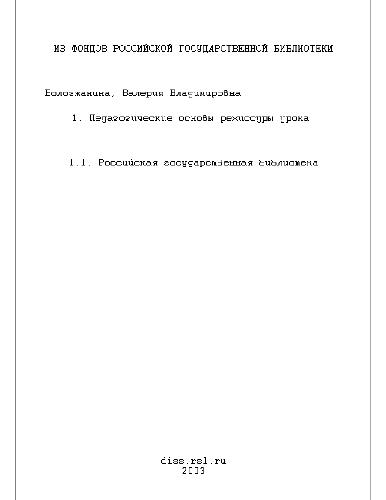 ИЗ ФОНДОВ РОССИЙСКОЙ ГОСУДАРСТВЕННОЙ БИБЛИОТЕКИ
Валерия Владимировна
1. Педагогические основы режиссуры урока
1.1. Российская государственная библиотека
diss.rsl.ru
2003